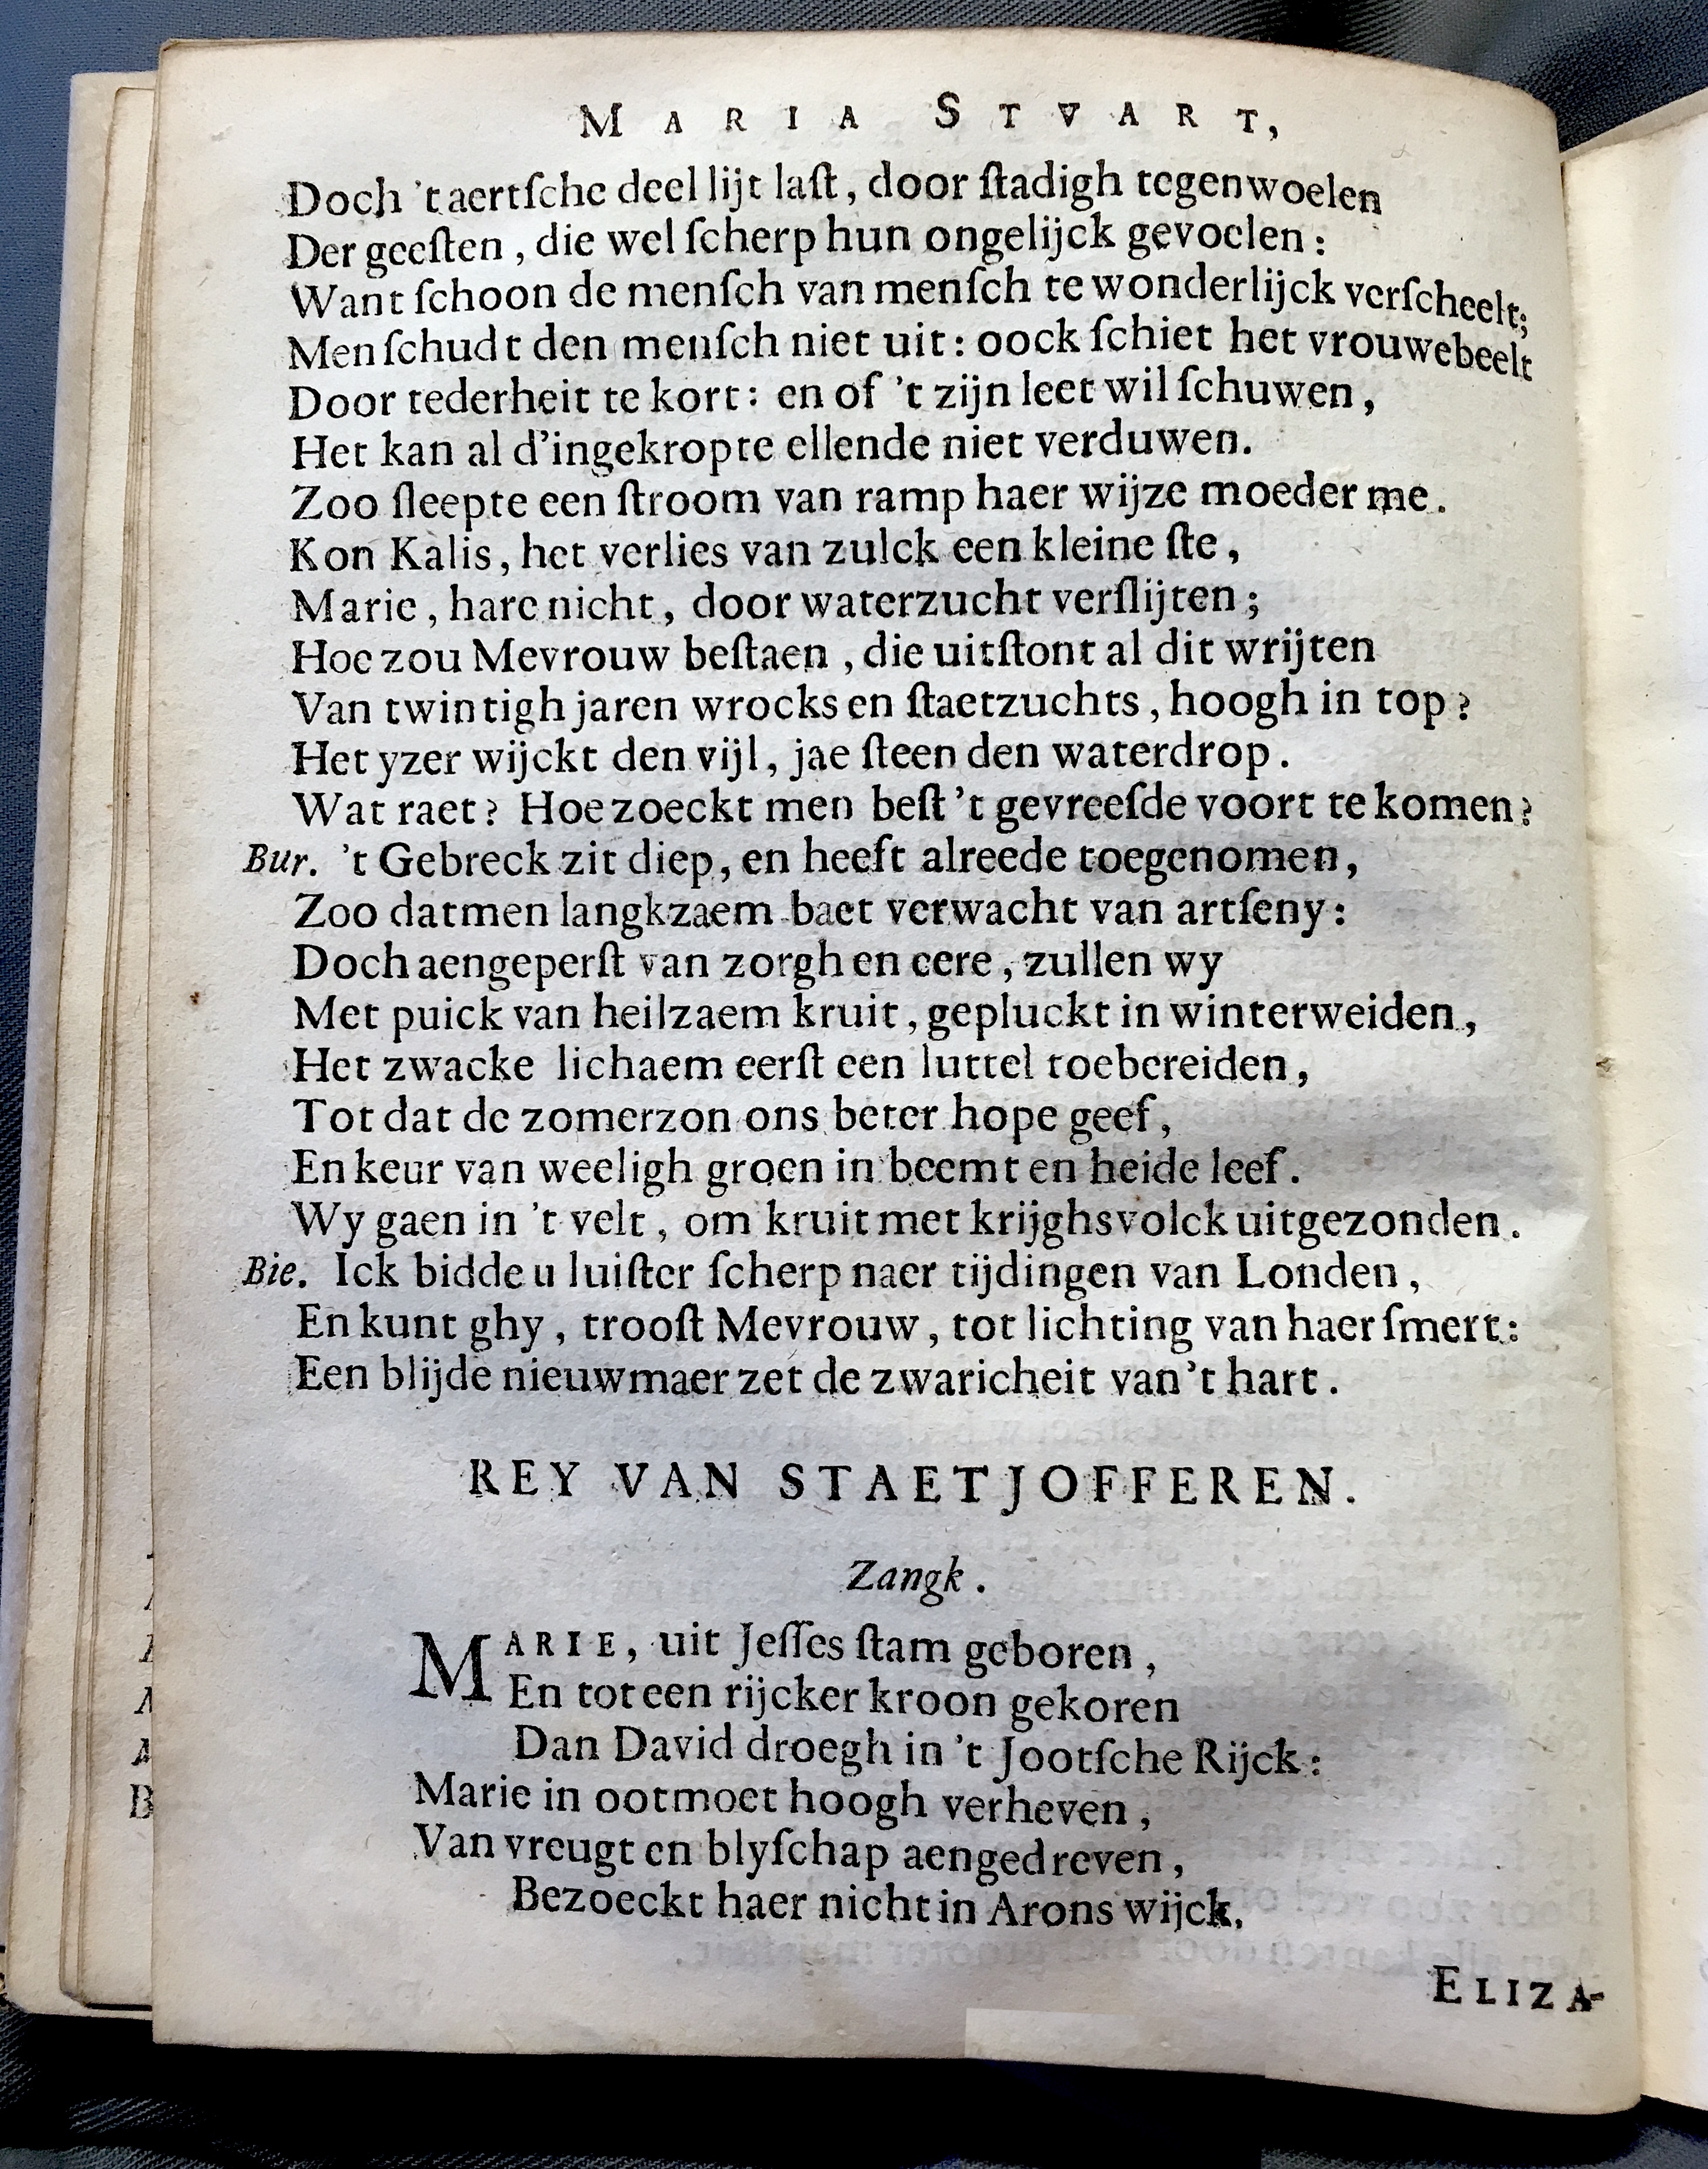 MARIA STVART,
Doch 't aertſche deel lijt laſt, door ſtadigh tegenwoelen
Der geeſten, die wel ſcherp hun ongelijck gevoelen:
Want ſchoon de menſch van menſch te wonderlijck verſcheelt;
Men ſchudt den menſch niet uit: oock ſchiet het vrouwebeelt
Door tederheit te kort: en of 't zijn leet wil ſchuwen,
Het kan al d'ingekropte ellende niet verduwen.
Zoo ſleepte een ſtroom van ramp haer wijze moeder me.
Kon Kalis, het verlies van zulck een kleine ſte,
Marie, hare nicht, door waterzucht verſlijten;
Hoe zou Mevrouw beſtaen, die uitſtont al dit wrijten
Van twintigh jaren wrocks en ſtaetzuchts, hoogh in top?
Het yzer wijckt den vijl, jae ſteen den waterdrop.
Wat raet? Hoe zoeckt men beſt 't gevreeſde voort te komen?
Bur. 't Gebreck zit diep, en heeft alreede toegenomen,
Zoo datmen langkzaem baet verwacht van artſeny:
Doch aengeperſt van zorgh en eere, zullen wy
Met puick van heilzaem kruit, gepluckt in winterweiden,
Het zwacke lichaem eerſt een luttel toebereiden,
Tot dat de zomerzon ons beter hope geef,
En keur van weeligh groen in beemt en heide leef.
Wy gaen in 't velt, om kruit met krijghsvolck uitgezonden.
Bie. Ick bidde u luiſter ſcherp naer tijdingen van Londen,
En kunt ghy, trooſt Mevrouw, tot lichting van haer ſmert:
Een blijde nieuwmaer zet de zwaricheit van 't hart.
REY VAN STAETJOFFEREN.
Zangk.
MARIE, uit Jeſſes ſtam geboren,
En tot een rijcker kroon gekoren
Dan David droegh in 't Jootſche Rijck:
Marie in ootmoet hoogh verheven,
Van vreugt en blyſchap aengedreven,
Bezoeckt haer nicht in Arons wijck.
ELIZA-